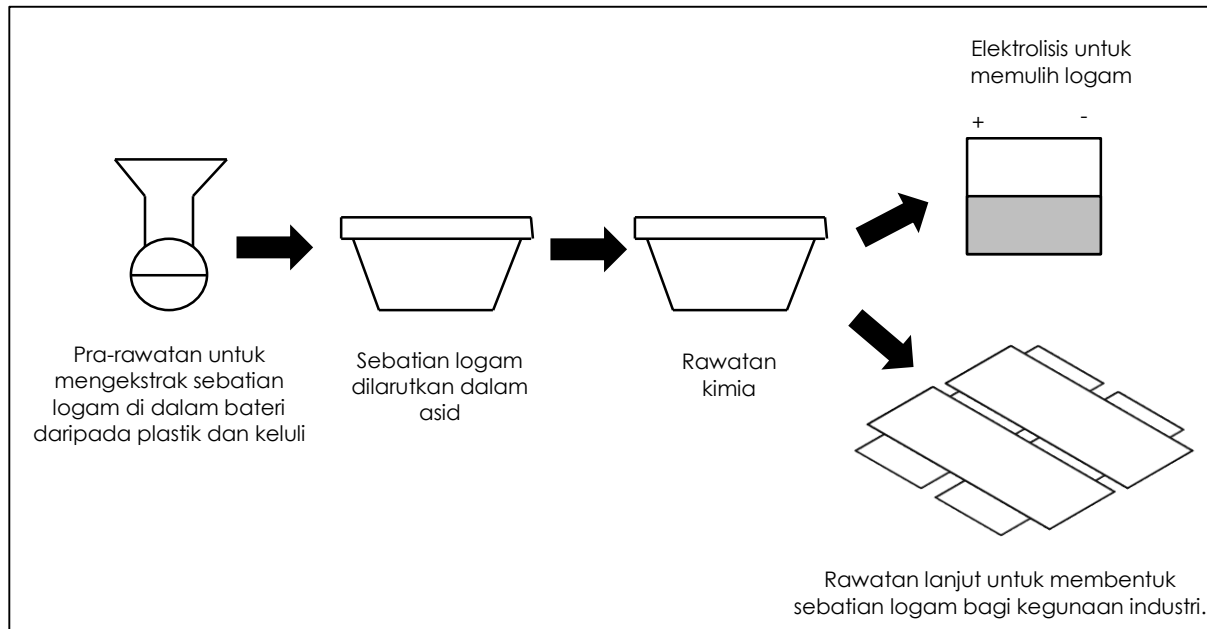 Elektrolisis untuk
memulih logam
+ -
Pra-rawatan untuk
mengekstrak sebatian
logam di dalam bateri
daripada plastik dan keluli
Sebatian logam
dilarutkan dalam
asid
Rawatan
kimia
Rawatan lanjut untuk membentuk
sebatian logam bagi kegunaan industri.